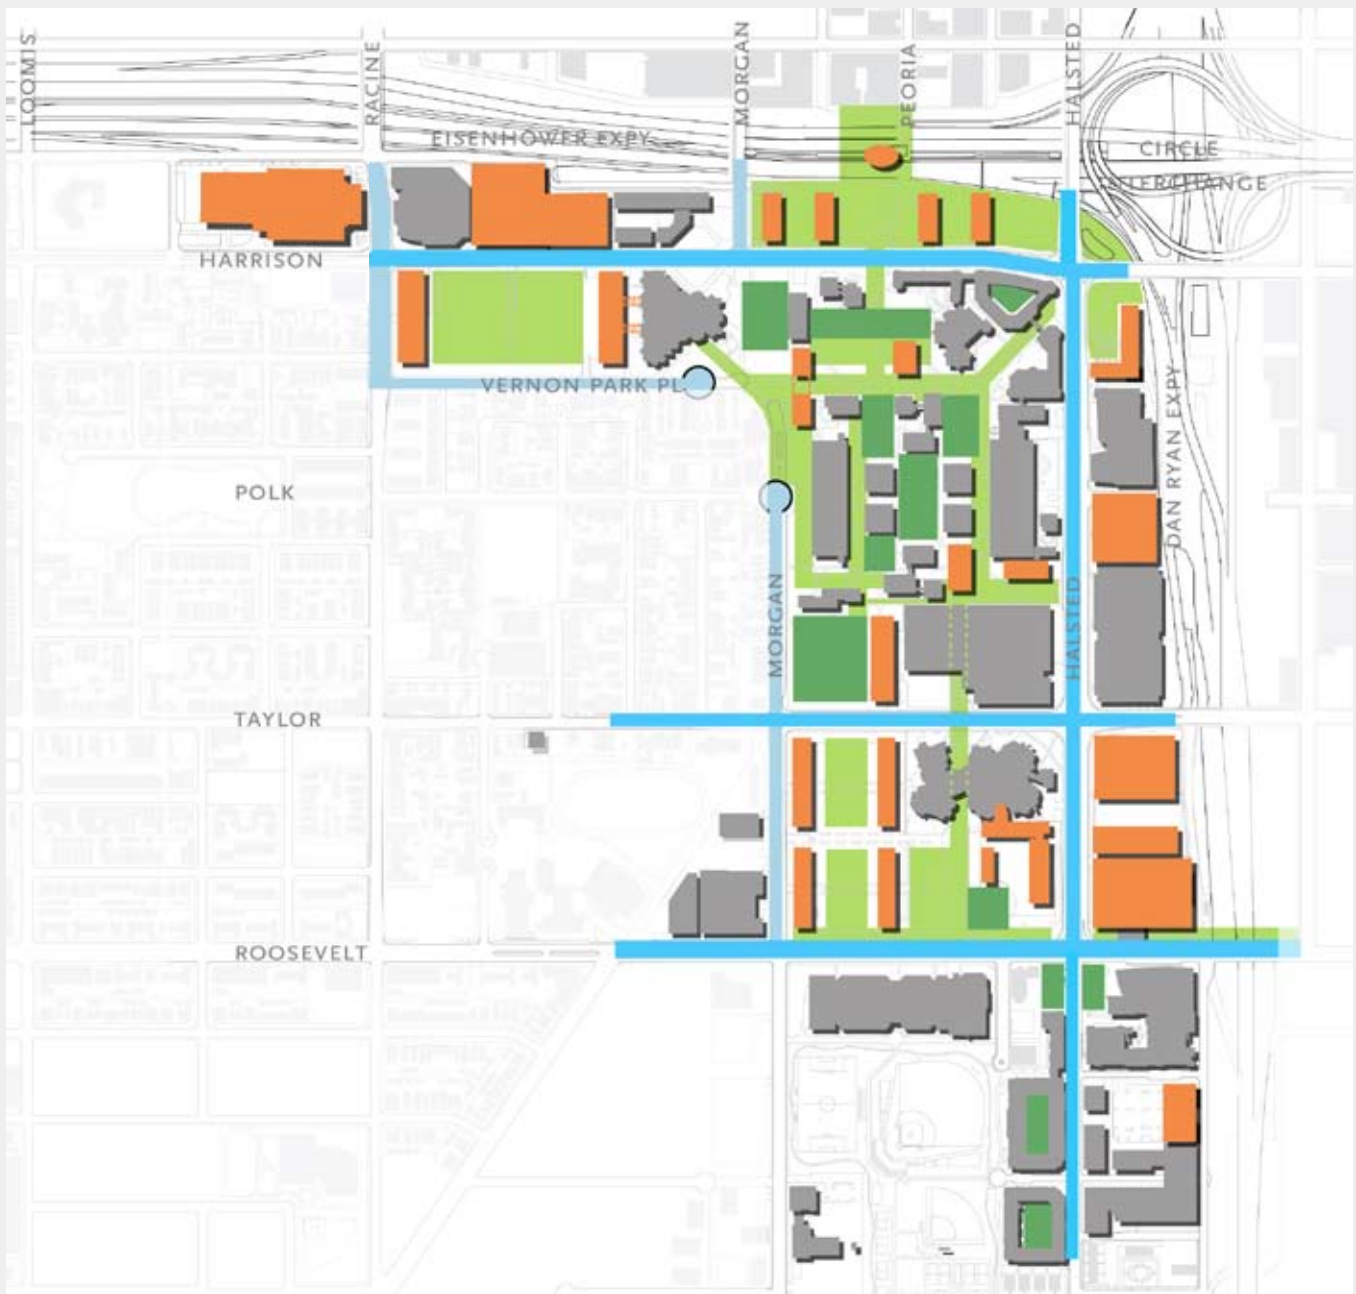 LOOMIS
RACINE
MORGAN
PEORIA
HALSTED
EISENHOWER EXPY
CIRCLE
INTERCHANGE
HARRISON
VERNON PARK PL
DAN RYAN EXPY
POLK
MORGAN
HALSTED
TAYLOR
ROOSEVELT